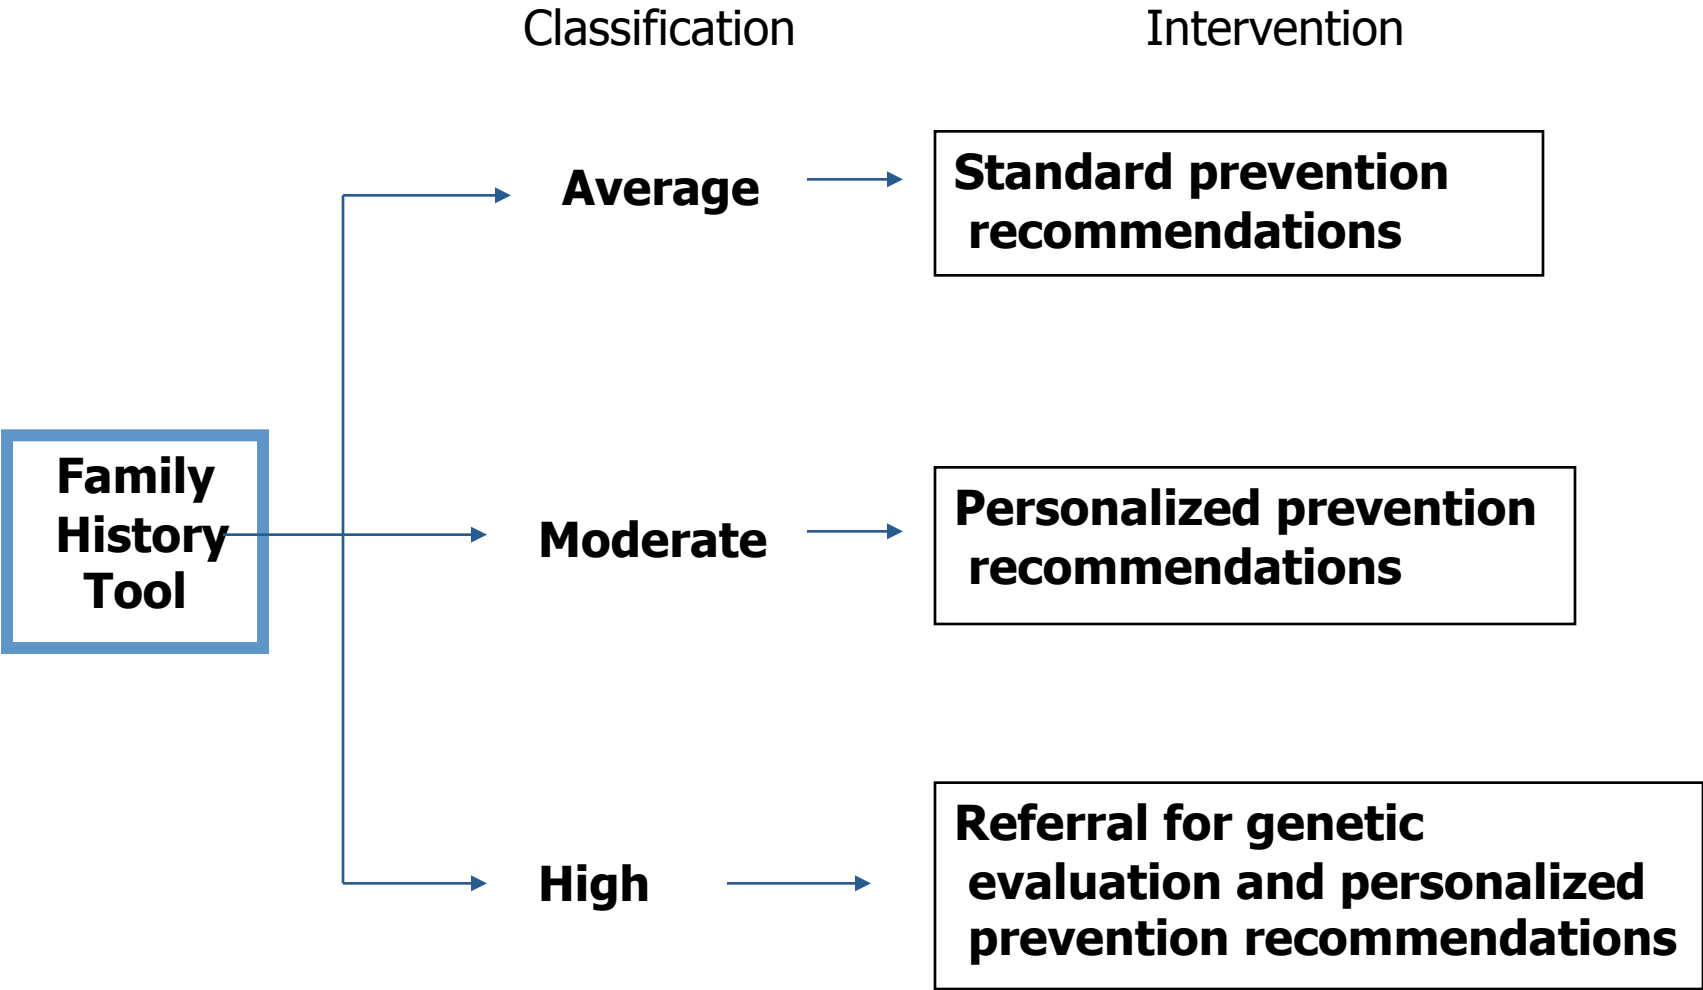 Classification
Intervention
Average
Standard prevention
recommendations
Family
History
Tool
Moderate
Personalized prevention
recommendations
High
Referral for genetic
evaluation and personalized
prevention recommendations